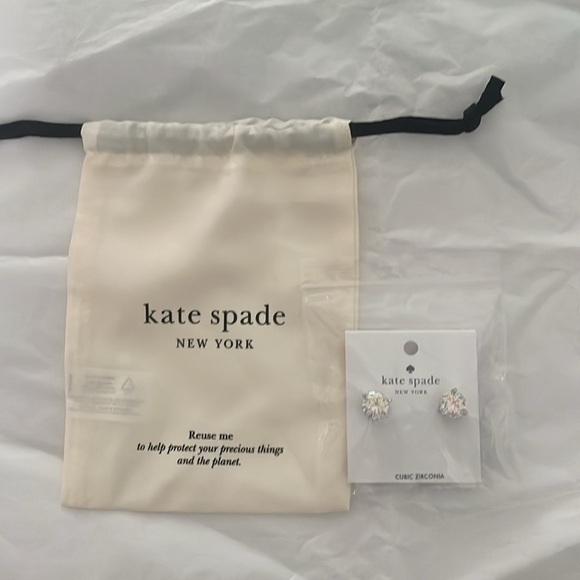 kate spade
NEW YORK
Reuse me
to help protect your precious things
and the planet.
kate spade
NEW YORK
CUBIC ZIRCONIA